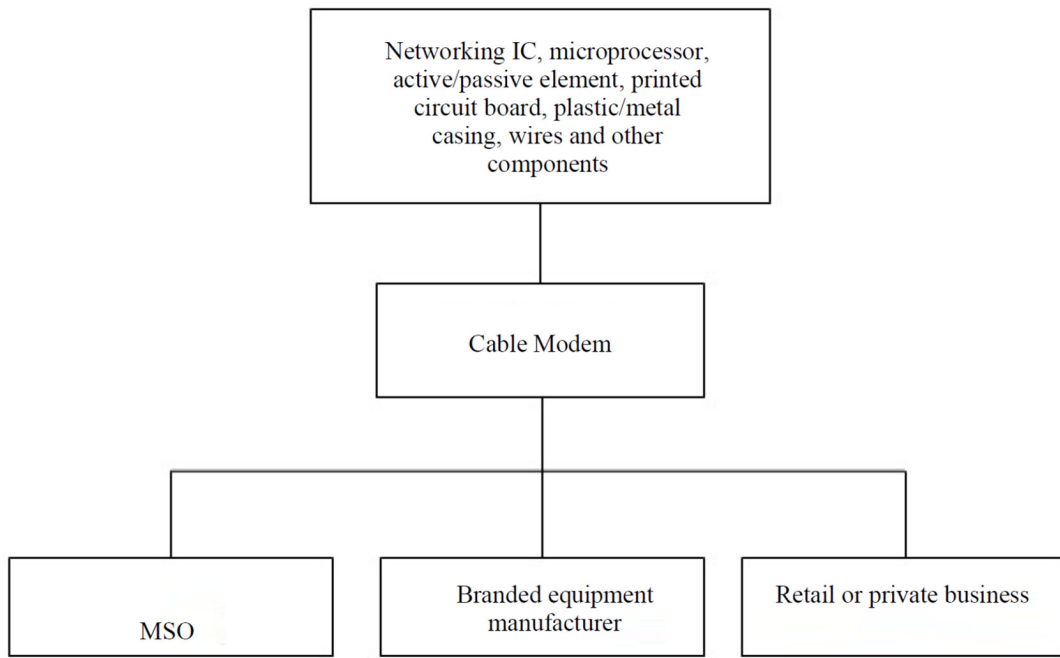 Networking IC, microprocessor,
active/passive element, printed
circuit board, plastic/metal
casing, wires and other
components
Cable Modem
MSO
Branded equipment
manufacturer
Retail or private business